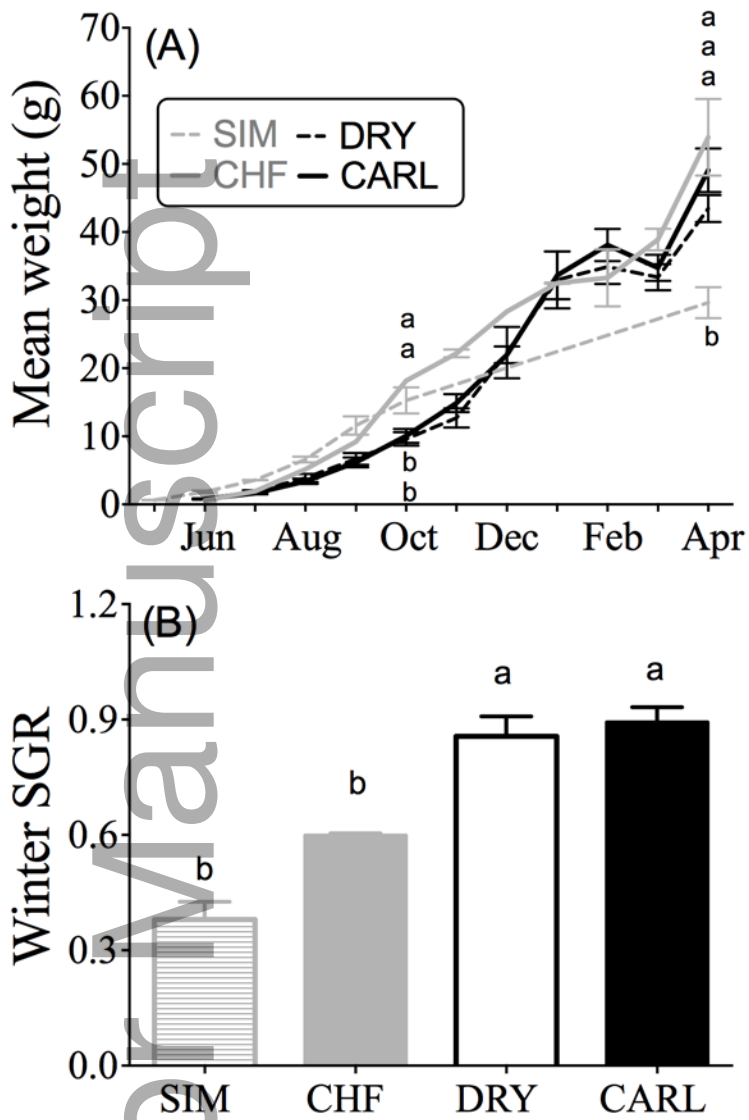 (A)
a
a
a
70
60
50
40
30
20
10
0
Mean weight (g)
SIM DRY
CHF CARL
a
a
b
b
b
Jun Aug Oct Dec Feb Apr
(B)
1.2
0.9
0.6
0.3
0.0
Winter SGR
b
b
a
a
SIM CHF DRY CARL
r Manuscript